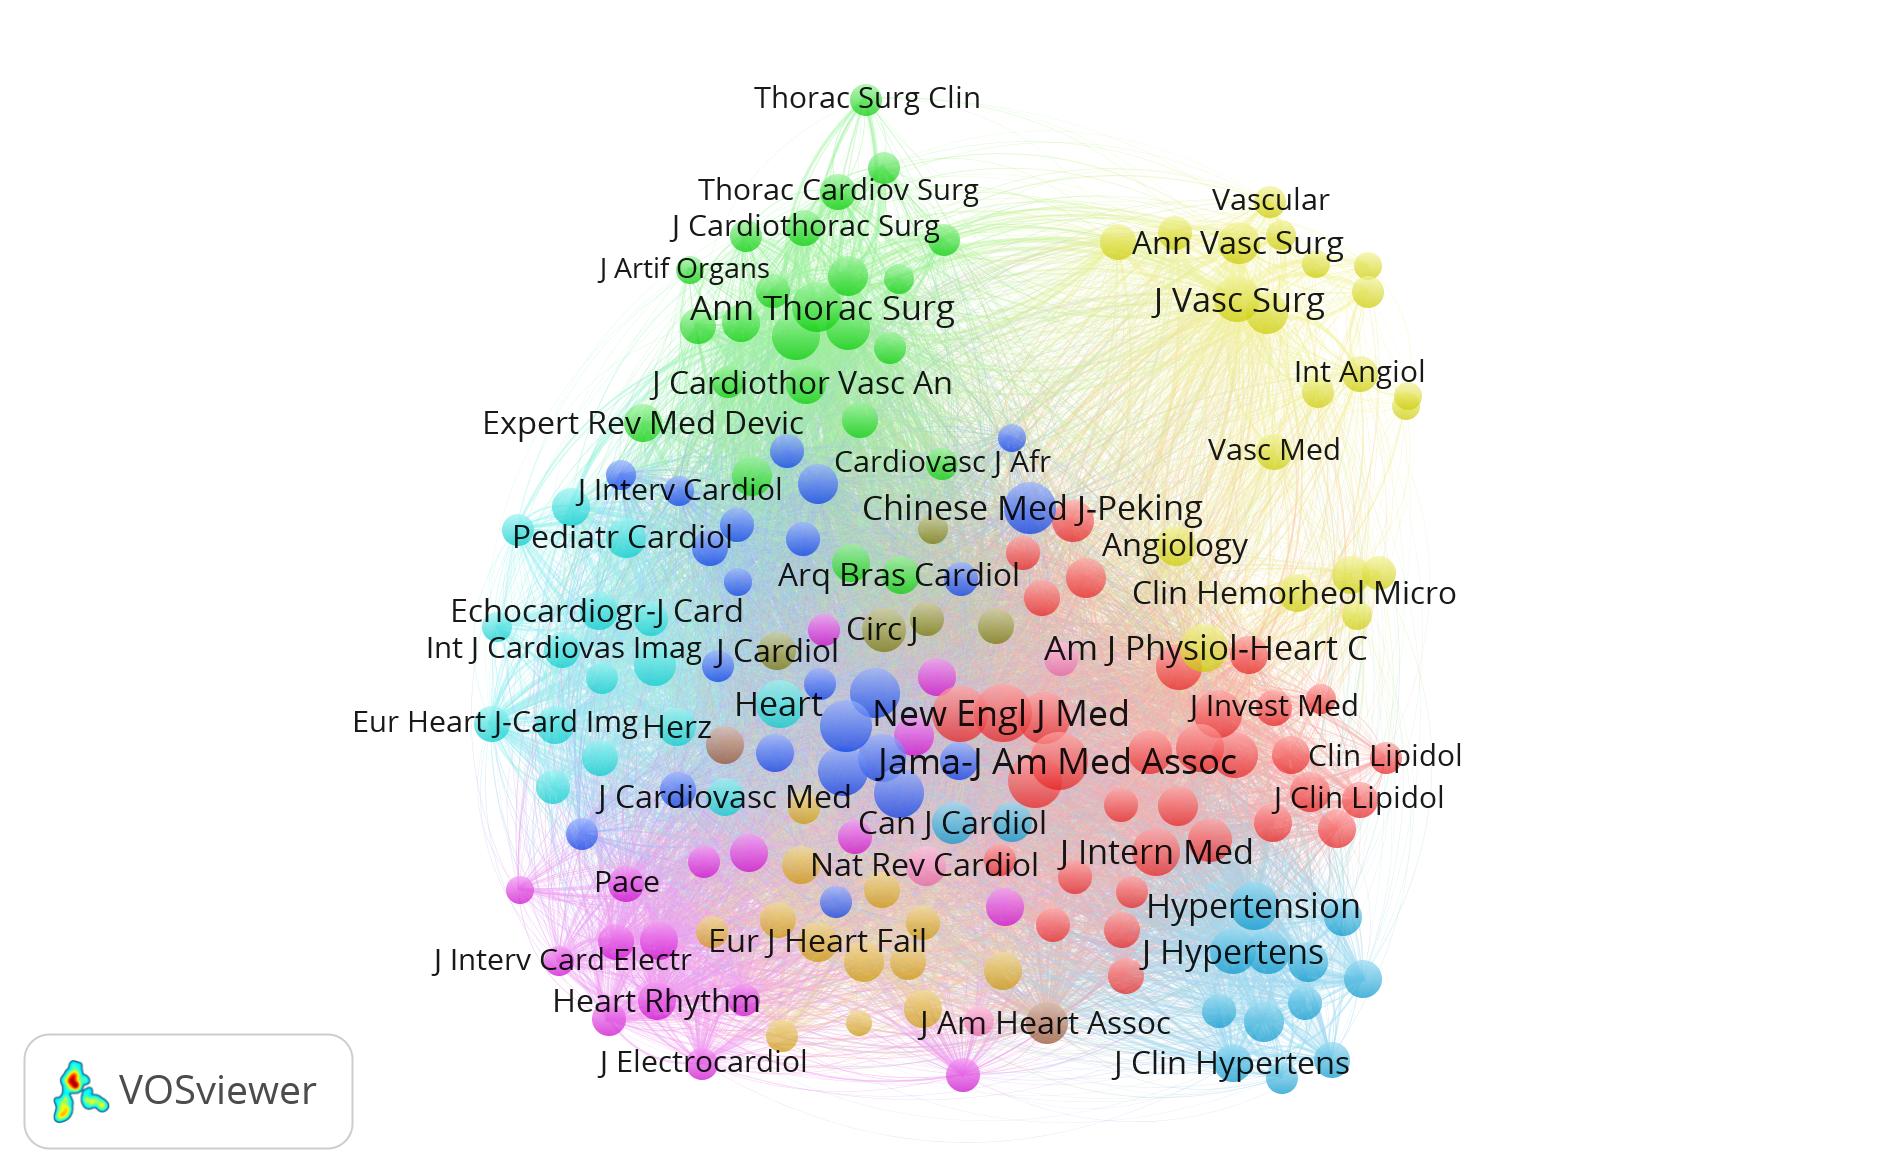 Thorac Surg Clin
Thorac Cardiov Surg
Vascular
J Cardiothorac Surg
Ann Vasc Surg
J Artif Organs
Ann Thorac Surg
J Vasc Surg
Int Angiol
J Cardiothor Vasc An
Expert Rev Med Devic
Vasc Med
Cardiovasc J Afr
J Interv Cardiol
Chinese Med J-Peking
Pediatr Cardiol
Angiology
Arq Bras Cardiol
Clin Hemorheol Micro
Echocardiogr-J Card
Circ J
Int J Cardiovas Imag
J Cardiol
Am J Physiol-Heart C
Heart
J Invest Med
New Engl J Med
Eur Heart J-Card Img
Herz
Clin Lipidol
Jama-J Am Med Assoc
J Cardiovasc Med
J Clin Lipidol
Can J Cardiol
J Intern Med
Nat Rev Cardiol
Pace
Hypertension
Eur J Heart Fail
J Hypertens
J Interv Card Electr
Heart Rhythm
J Am Heart Assoc
J Electrocardiol
J Clin Hypertens
VOSviewer